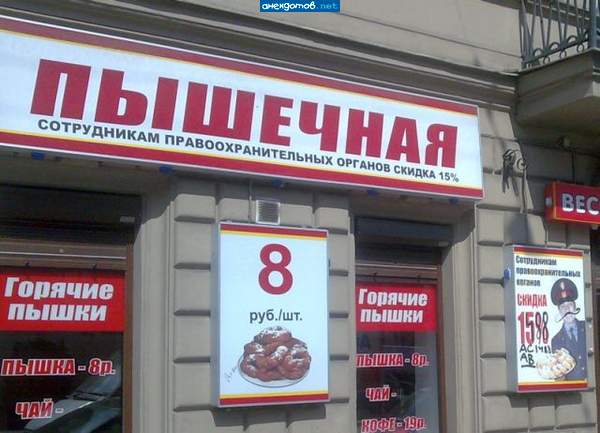 анекдотов.net
ПЫШЕЧНАЯ
СОТРУДНИКАМ ПРАВООХРАНИТЕЛЬНЫХ ОРГАНОВ СКИДКА 15%
Горячие
ПЫШКИ
ПЫШКА - 8р.
ЧАЙ -
8
руб./шт.
Горячие
ПЫШКИ
ПЫШКА - 8р.
ЧАЙ -
КОФЕ - 19р.
ВЕС
Сотрудникам
правоохранительных
органов
СКИДКА
15%